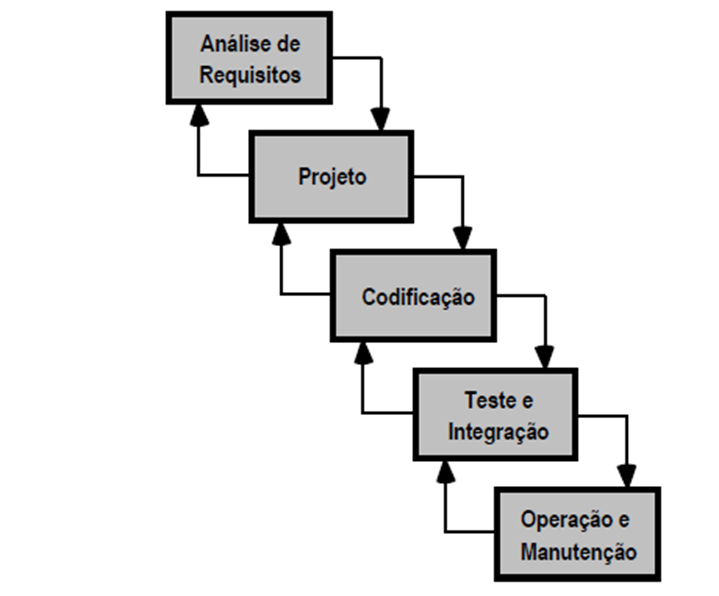 Análise de
Requisitos
Projeto
Codificação
Teste e
Integração
Operação e
Manutenção